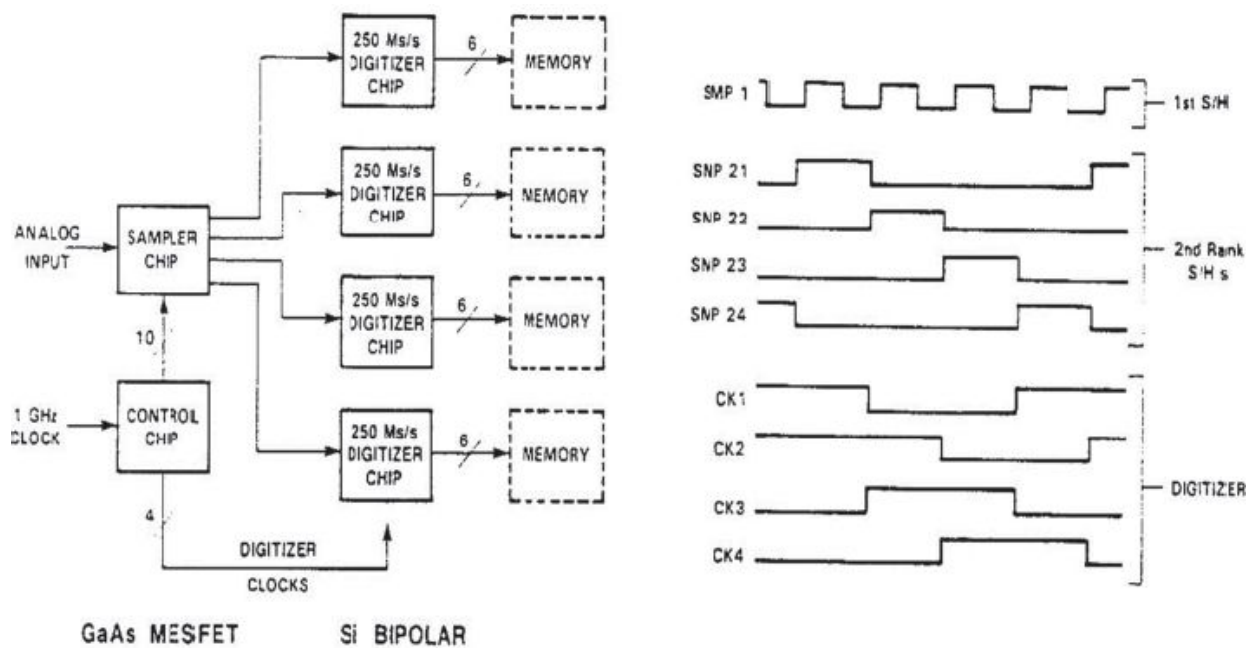 250 Ms/s
DIGITIZER
CHIP
6
MEMORY
250 Ms/s
DIGITIZER
CHIP
6
MEMORY
ANALOG
INPUT
SAMPLER
CHIP
250 Ms/s
DIGITIZER
CHIP
6
MEMORY
10
1 GHz
CLOCK
CONTROL
CHIP
250 Ms/s
DIGITIZER
CHIP
6
MEMORY
4
DIGITIZER
CLOCKS
GaAs MESFET
Si BIPOLAR
SMP 1
1st S/H
SNP 21
SNP 22
SNP 23
SMP 24
2nd Rank
S/H s
CK1
CK2
CK3
CK4
DIGITIZER